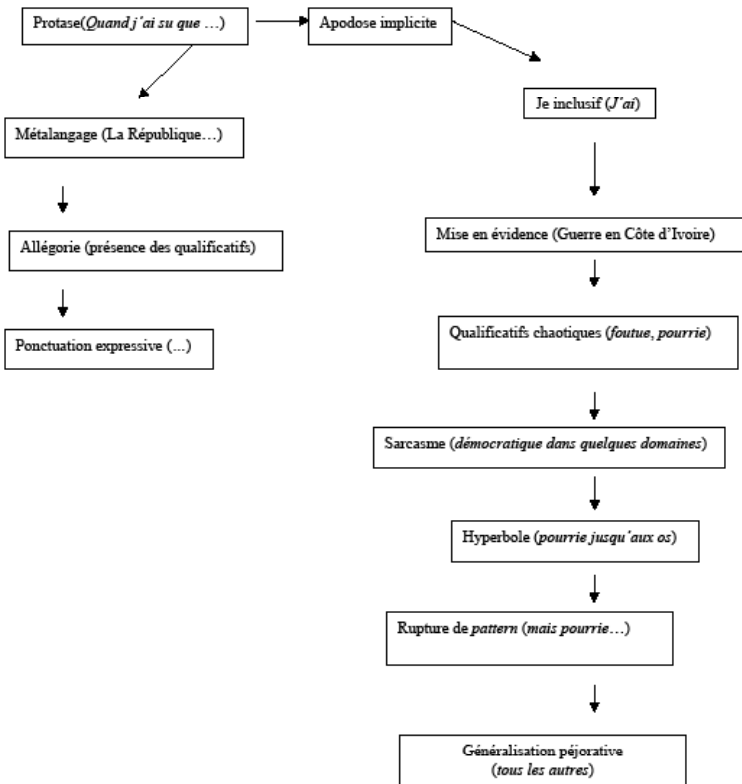 Protase(Quand j'ai su que …)
Apodose implicite
Je inclusif (J'ai)
Métalangage (La République…)
Mise en évidence (Guerre en Côte d'Ivoire)
Allégorie (présence des qualificatifs)
Qualificatifs chaotiques (foutue, pourrie)
Ponctuation expressive (...)
Sarcasme (démocratique dans quelques domaines)
Hyperbole (pourrie jusqu'aux os)
Rupture de pattern (mais pourrie…)
Généralisation péjorative
(tous les autres)